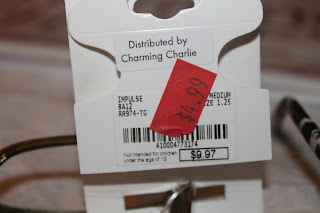 Distributed by
Charming Charlie
IMPULSE MEDIUM
BA12 SIZE 1.25
RR974-TG
$4.99
410004773174
Not intended for children
under the age of 13
$9.97